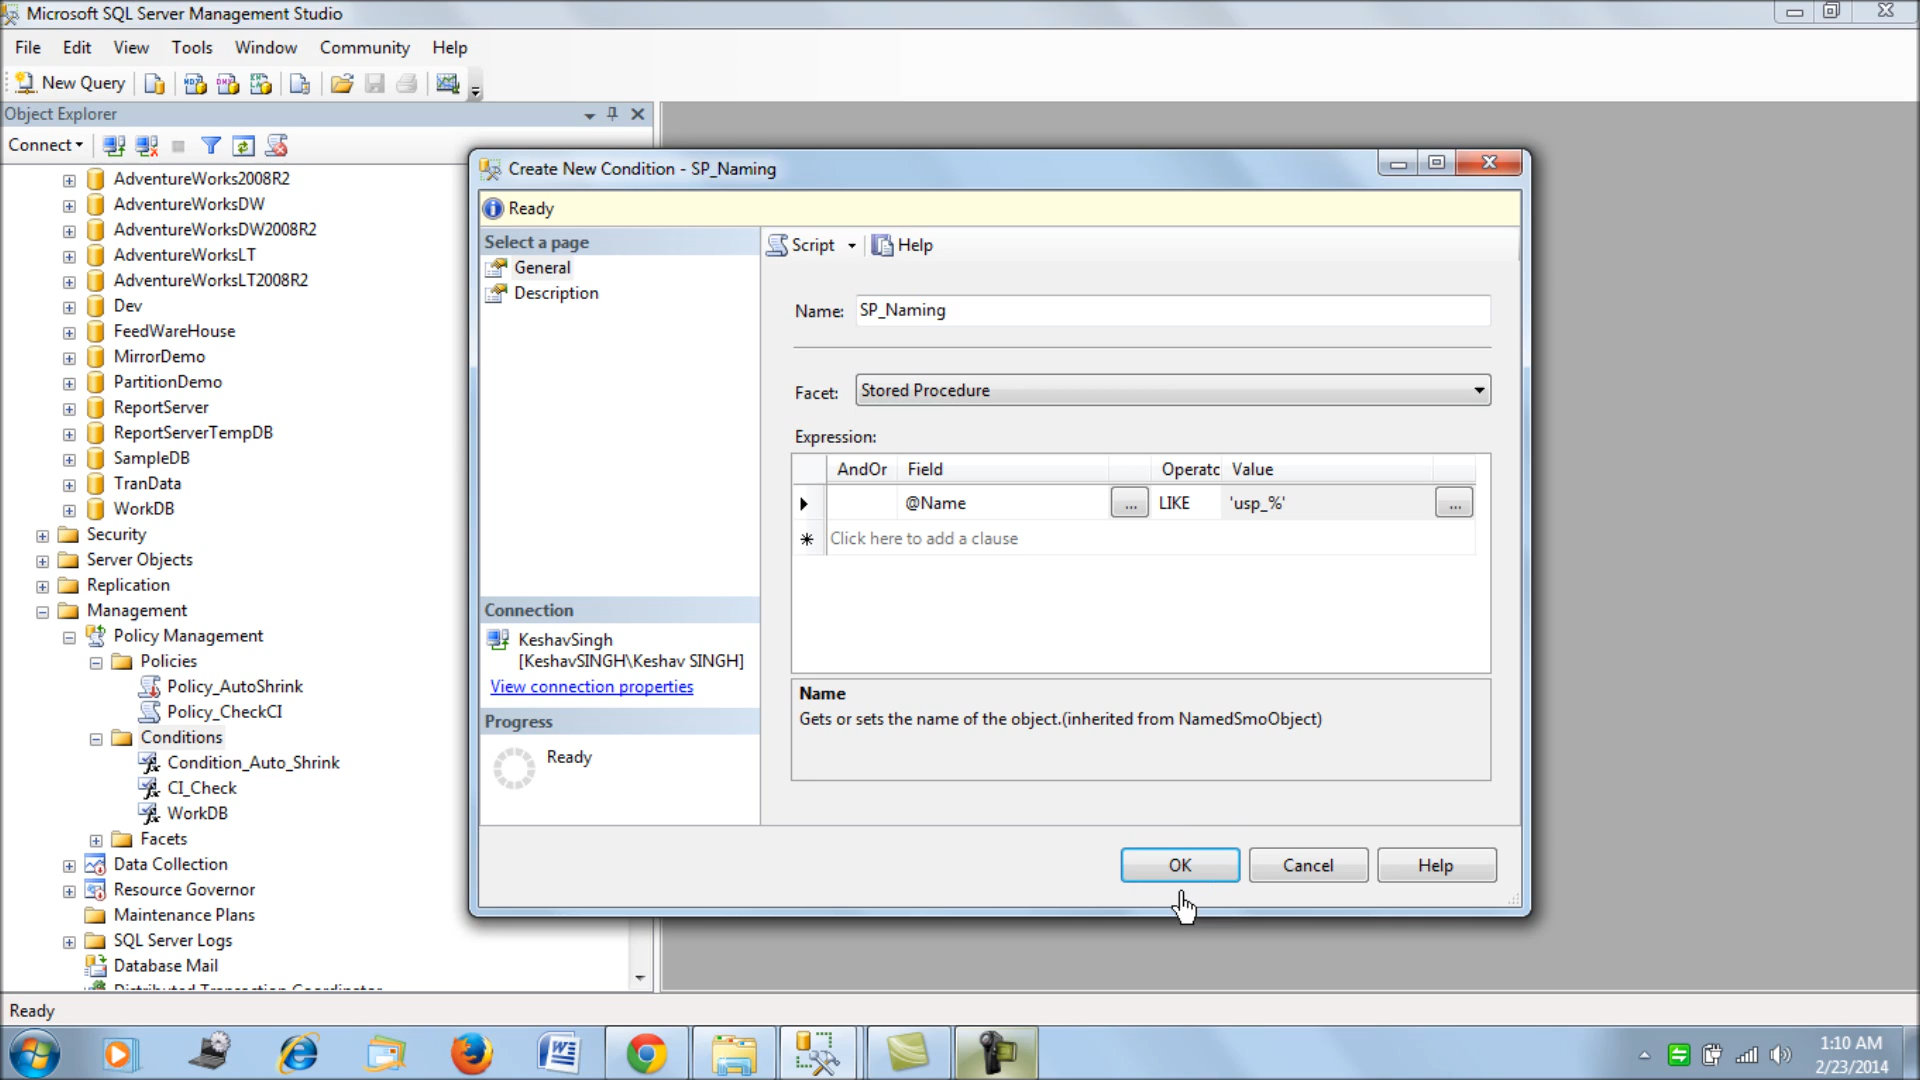 Microsoft SQL Server Management Studio
File Edit View Tools Window Community Help
New Query
Object Explorer
Connect
AdventureWorks2008R2
AdventureWorksDW
AdventureWorksDW2008R2
AdventureWorksLT
AdventureWorksLT2008R2
Dev
FeedWareHouse
MirrorDemo
PartitionDemo
ReportServer
ReportServerTempDB
SampleDB
TranData
WorkDB
Security
Server Objects
Replication
Management
Policy Management
Policies
Policy_AutoShrink
Policy_CheckCI
Conditions
Condition_Auto_Shrink
CI_Check
WorkDB
Facets
Data Collection
Resource Governor
Maintenance Plans
SQL Server Logs
Database Mail
Distributed Transaction Coordinator
Create New Condition - SP_Naming
Ready
Select a page
General
Description
Connection
KeshavSingh
[KeshavSINGH\Keshav SINGH]
View connection properties
Progress
Ready
Script Help
Name: SP_Naming
Facet: Stored Procedure
Expression:
AndOr Field Operatc Value
@Name ... LIKE 'usp_%' ...
Click here to add a clause
Name
Gets or sets the name of the object.(inherited from NamedSmoObject)
OK Cancel Help
Ready
1:10 AM
2/23/2014